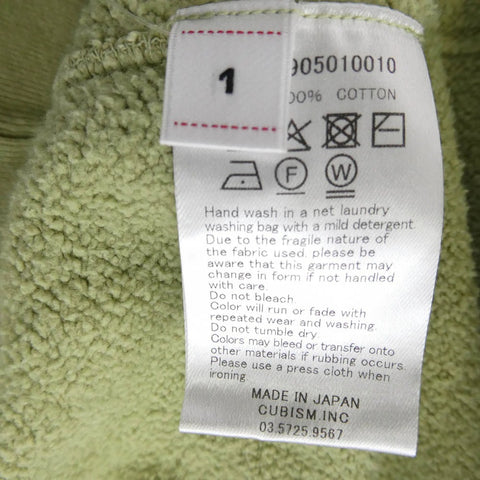 1
905010010
00% COTTON
F
W
Hand wash in a net laundry
washing bag with a mild detergent.
Due to the fragile nature of
the fabric used, please be
aware that this garment may
change in form if not handled
with care.
Do not bleach.
Color will run or fade with
repeated wear and washing.
Do not tumble dry.
Colors may bleed or transfer onto
other materials if rubbing occurs.
Please use a press cloth when
ironing.
MADE IN JAPAN
CUBISM.INC
03.5725.9567